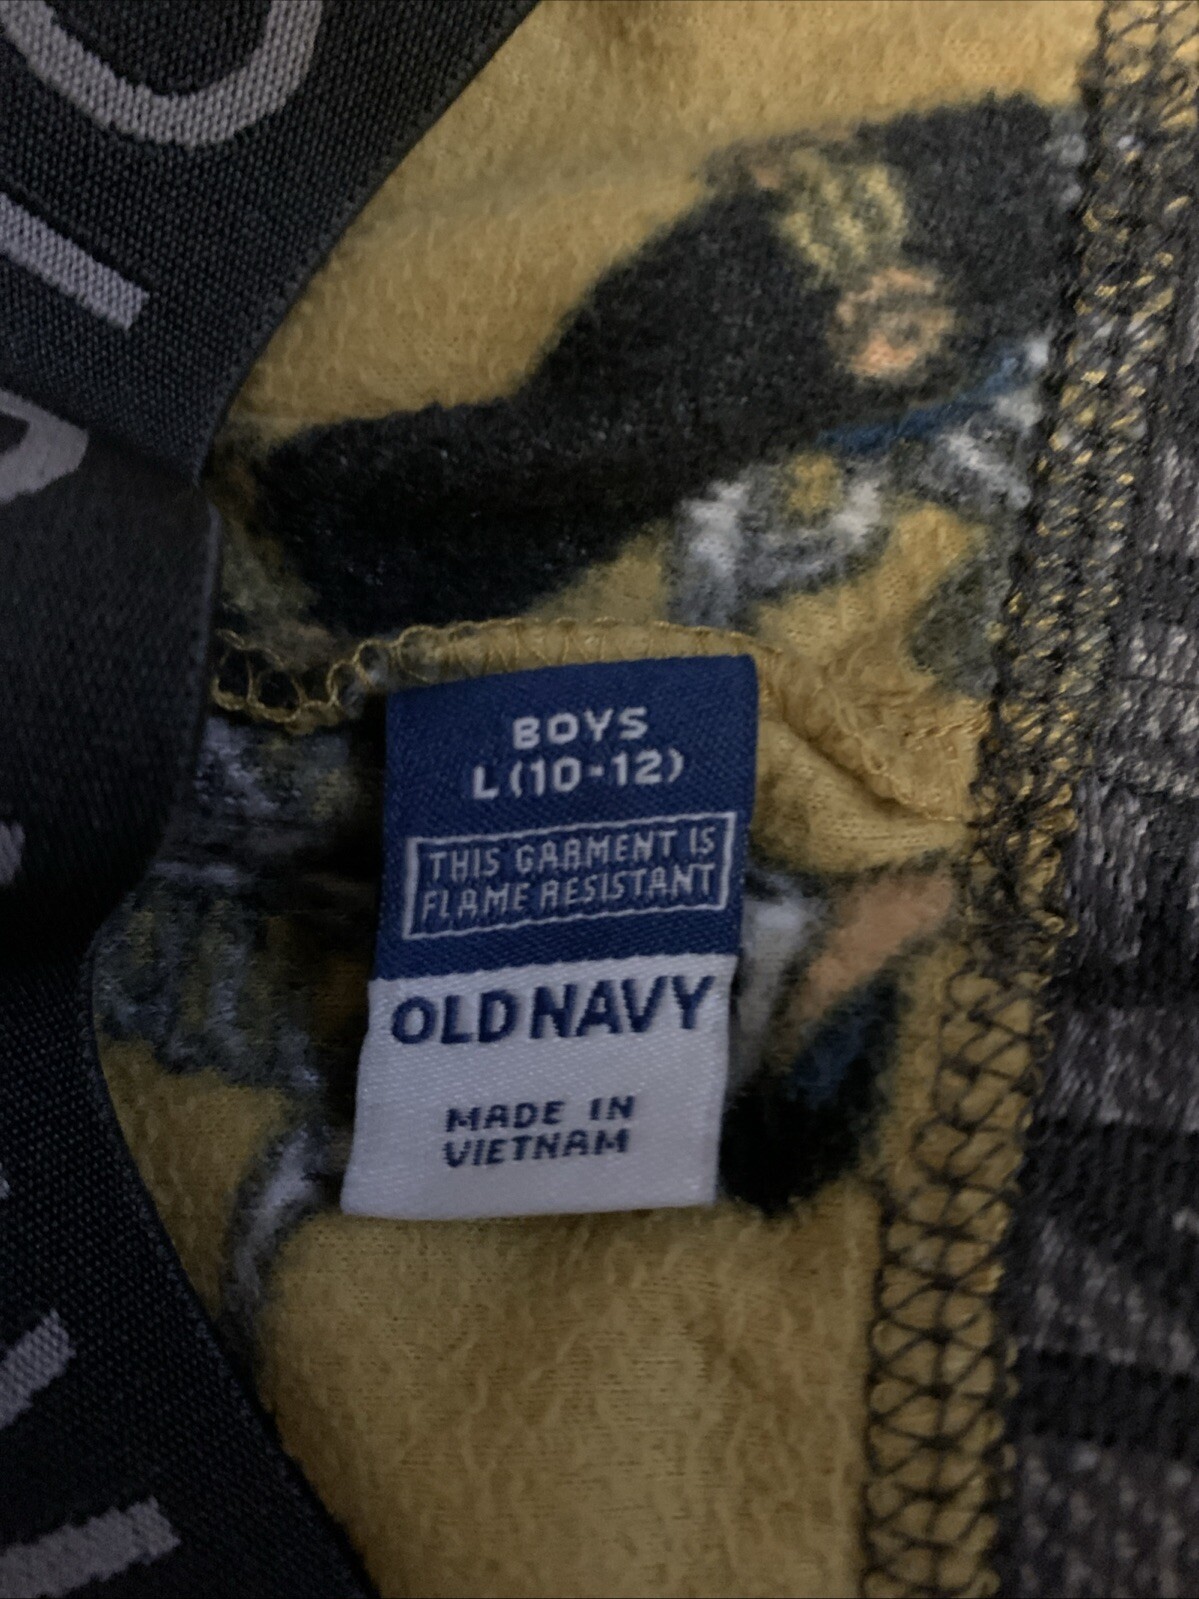 BOYS
L(10-12)
THIS GARMENT IS
FLAME RESISTANT
OLD NAVY
MADE IN
VIETNAM